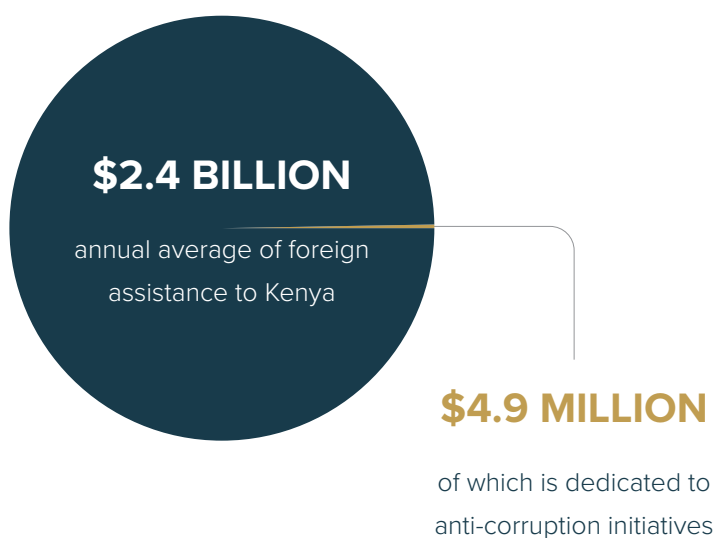 $2.4 BILLION
annual average of foreign
assistance to Kenya
$4.9 MILLION
of which is dedicated to
anti-corruption initiatives